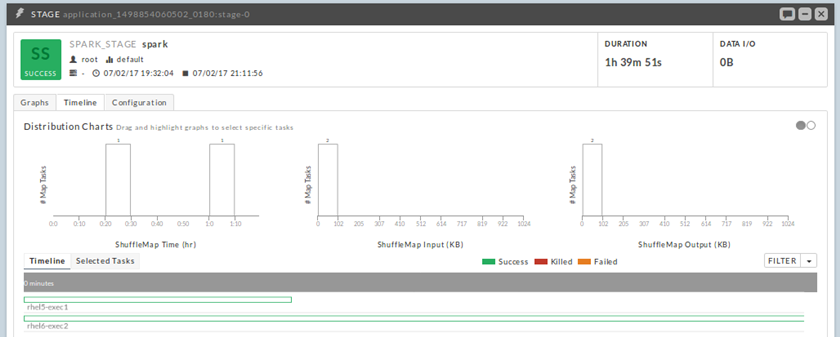 STAGE application_1498854060502_0180:stage-0
SS
SUCCESS
SPARK_STAGE spark
root default
- 07/02/17 19:32:04 07/02/17 21:11:56
DURATION
1h 39m 51s
DATA I/O
0B
Graphs Timeline Configuration
Distribution Charts Drag and highlight graphs to select specific tasks
# Map Tasks
1 1
0:0 0:10 0:20 0:30 0:40 0:50 1:0 1:10
ShuffleMap Time (hr)
# Map Tasks
2
0 102 205 307 410 512 614 717 819 922 1024
ShuffleMap Input (KB)
# Map Tasks
2
0 102 205 307 410 512 614 717 819 922 1024
ShuffleMap Output (KB)
Timeline Selected Tasks
Success Killed Failed
FILTER
0 minutes
rhel5-exec1
rhel6-exec2